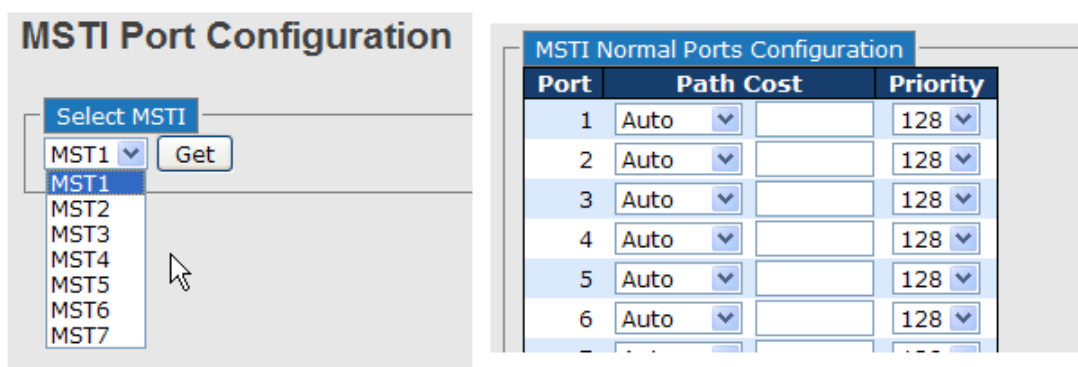 MSTI Port Configuration
Select MSTI
MST1 Get
MST1
MST2
MST3
MST4
MST5
MST6
MST7
MSTI Normal Ports Configuration
Port Path Cost Priority
1 Auto 128
2 Auto 128
3 Auto 128
4 Auto 128
5 Auto 128
6 Auto 128